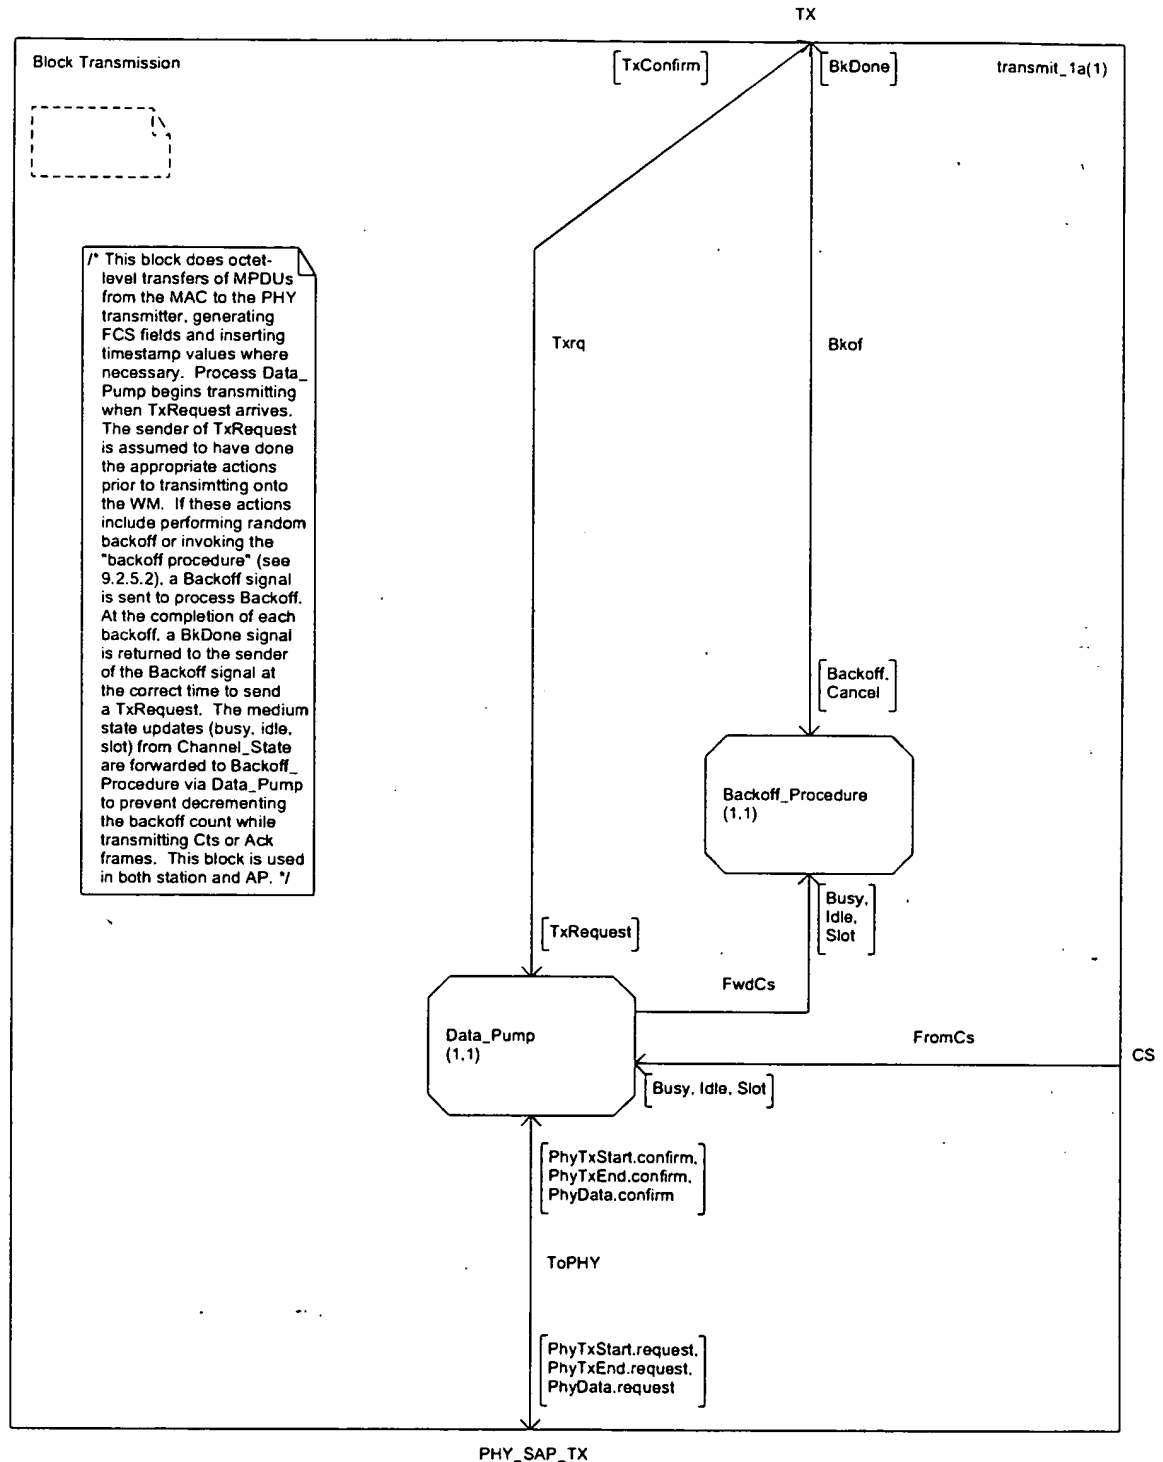 TX
Block Transmission
TxConfirm
BkDone
transmit_1a(1)
/* This block does octet-
level transfers of MPDUs
from the MAC to the PHY
transmitter, generating
FCS fields and inserting
timestamp values where
necessary. Process Data_
Pump begins transmitting
when TxRequest arrives.
The sender of TxRequest
is assumed to have done
the appropriate actions
prior to transimtting onto
the WM. If these actions
include performing random
backoff or invoking the
"backoff procedure" (see
9.2.5.2), a Backoff signal
is sent to process Backoff.
At the completion of each
backoff, a BkDone signal
is returned to the sender
of the Backoff signal at
the correct time to send
a TxRequest. The medium
state updates (busy, idle,
slot) from Channel_State
are forwarded to Backoff_
Procedure via Data_Pump
to prevent decrementing
the backoff count while
transmitting Cts or Ack
frames. This block is used
in both station and AP. */
Txrq
Bkof
Backoff,
Cancel
Backoff_Procedure
(1,1)
Busy,
Idle,
Slot
TxRequest
FwdCs
Data_Pump
(1,1)
FromCs
CS
Busy, Idle, Slot
PhyTxStart.confirm,
PhyTxEnd.confirm,
PhyData.confirm
ToPHY
PhyTxStart.request,
PhyTxEnd.request,
PhyData.request
PHY_SAP_TX